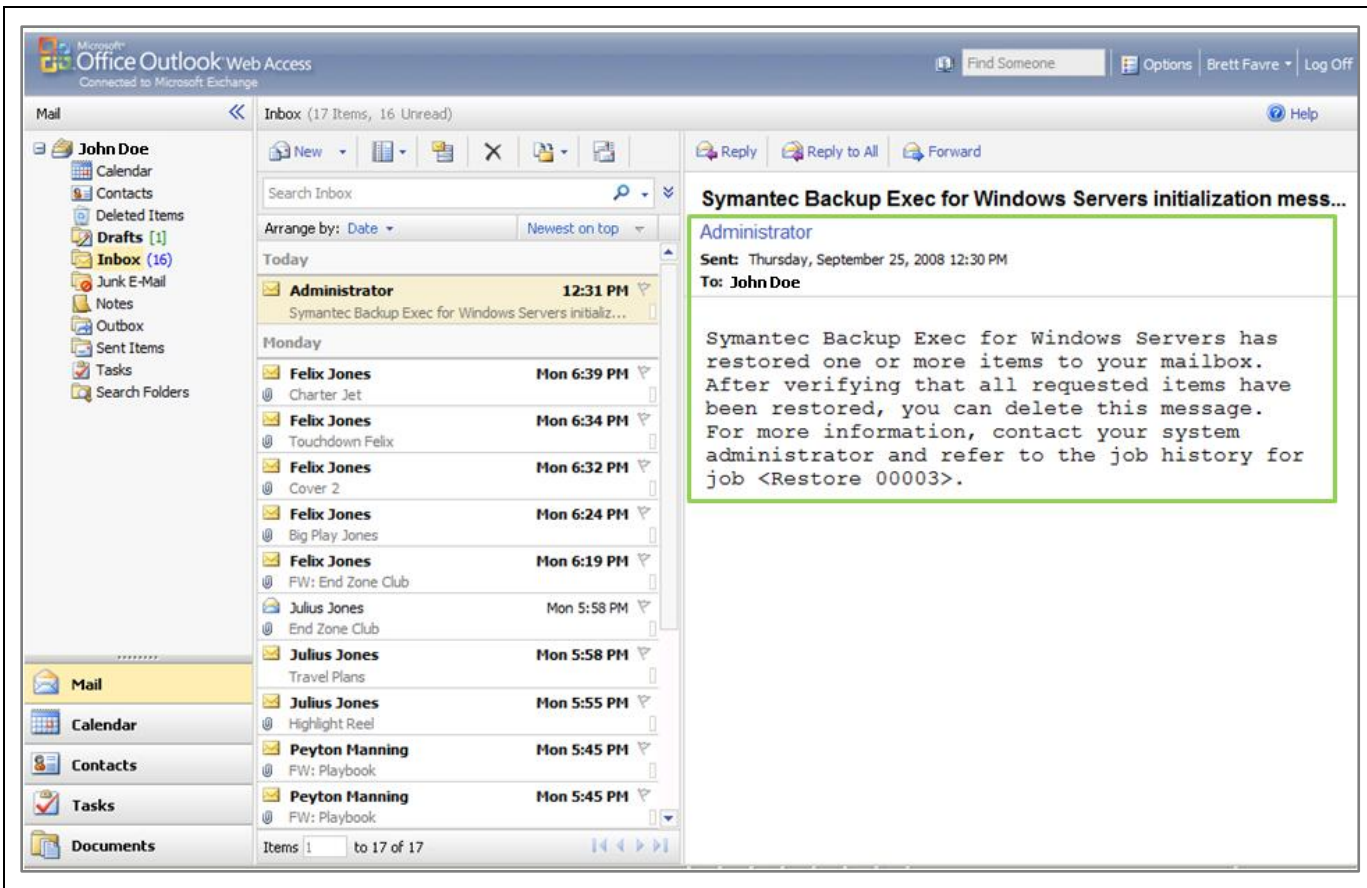 Microsoft®
Office Outlook Web Access
Connected to Microsoft Exchange
Find Someone
Options
Brett Favre
Log Off
Mail
Inbox (17 Items, 16 Unread)
Help
John Doe
Calendar
Contacts
Deleted Items
Drafts [1]
Inbox (16)
Junk E-Mail
Notes
Outbox
Sent Items
Tasks
Search Folders
Mail
Calendar
Contacts
Tasks
Documents
New
Search Inbox
Arrange by: Date Newest on top
Today
Administrator 12:31 PM
Symantec Backup Exec for Windows Servers initializ...
Monday
Felix Jones Mon 6:39 PM
Charter Jet
Felix Jones Mon 6:34 PM
Touchdown Felix
Felix Jones Mon 6:32 PM
Cover 2
Felix Jones Mon 6:24 PM
Big Play Jones
Felix Jones Mon 6:19 PM
FW: End Zone Club
Julius Jones Mon 5:58 PM
End Zone Club
Julius Jones Mon 5:58 PM
Travel Plans
Julius Jones Mon 5:55 PM
Highlight Reel
Peyton Manning Mon 5:45 PM
FW: Playbook
Peyton Manning Mon 5:45 PM
FW: Playbook
Items 1 to 17 of 17
Reply Reply to All Forward
Symantec Backup Exec for Windows Servers initialization mess...
Administrator
Sent: Thursday, September 25, 2008 12:30 PM
To: John Doe
Symantec Backup Exec for Windows Servers has
restored one or more items to your mailbox.
After verifying that all requested items have
been restored, you can delete this message.
For more information, contact your system
administrator and refer to the job history for
job <Restore 00003>.